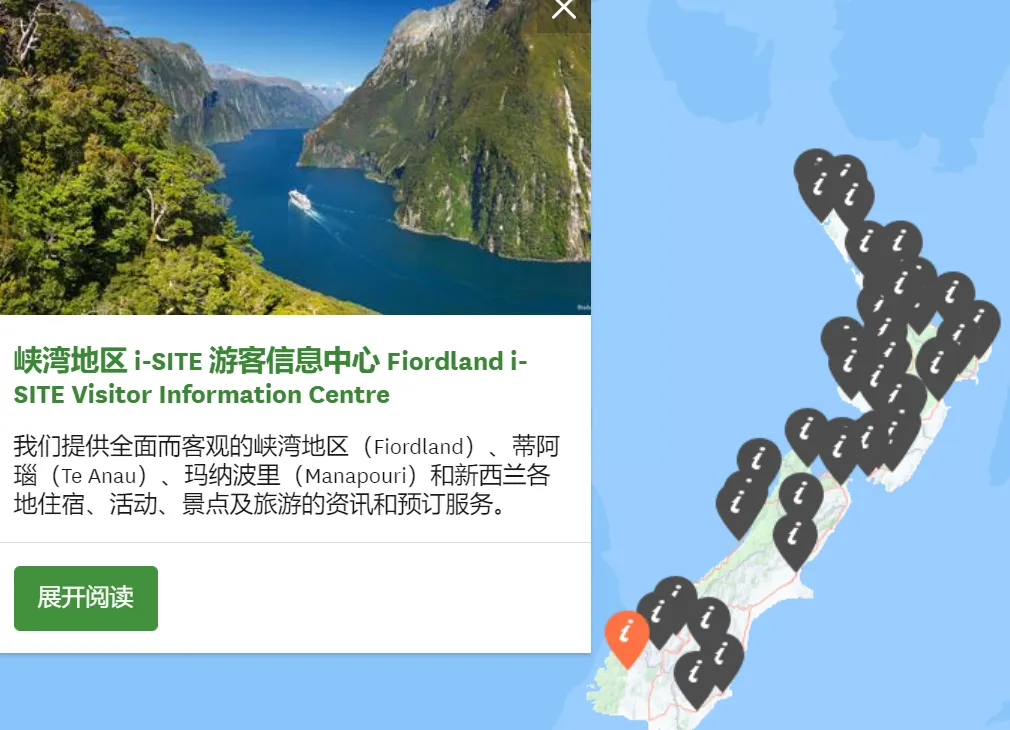 峡湾地区 i-SITE 游客信息中心 Fiordland i-
SITE Visitor Information Centre
我们提供全面而客观的峡湾地区（Fiordland）、蒂阿
瑙（Te Anau）、玛纳波里（Manapouri）和新西兰各
地住宿、活动、景点及旅游的资讯和预订服务。
展开阅读